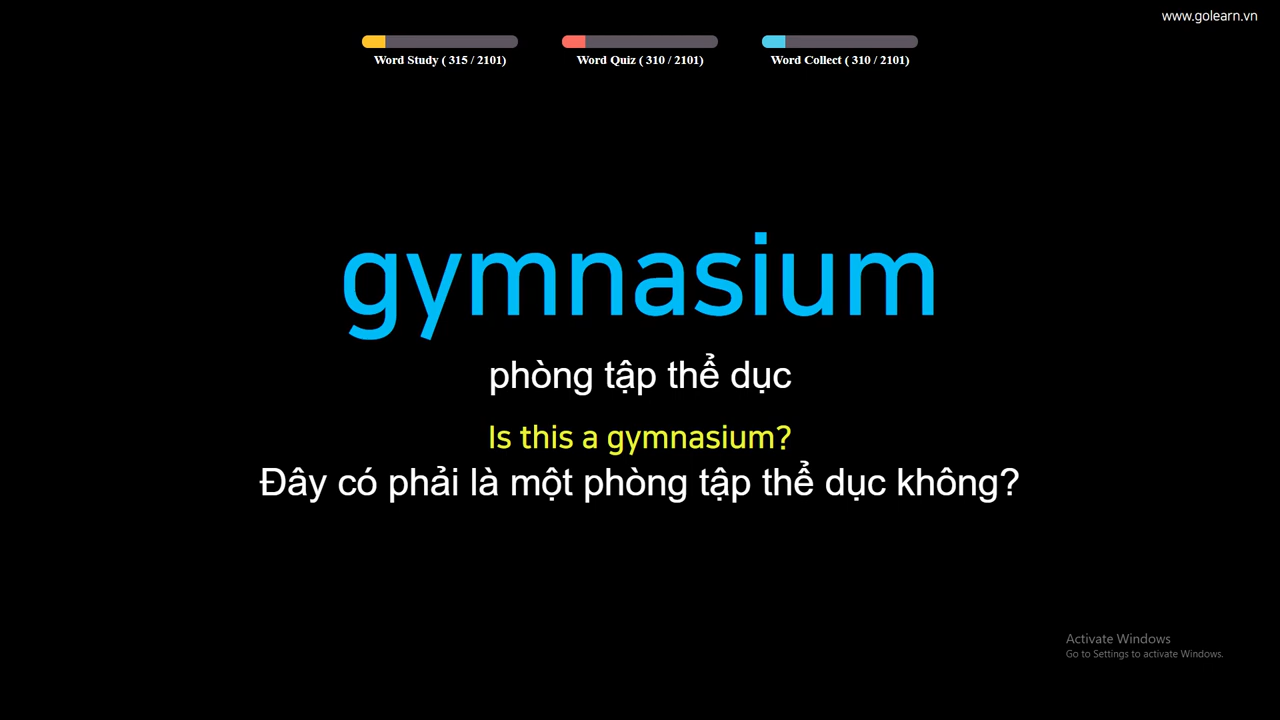 www.golearn.vn
Word Study ( 315 / 2101)
Word Quiz ( 310 / 2101)
Word Collect ( 310 / 2101)
gymnasium
phòng tập thể dục
Is this a gymnasium?
Đây có phải là một phòng tập thể dục không?
Activate Windows
Go to Settings to activate Windows.